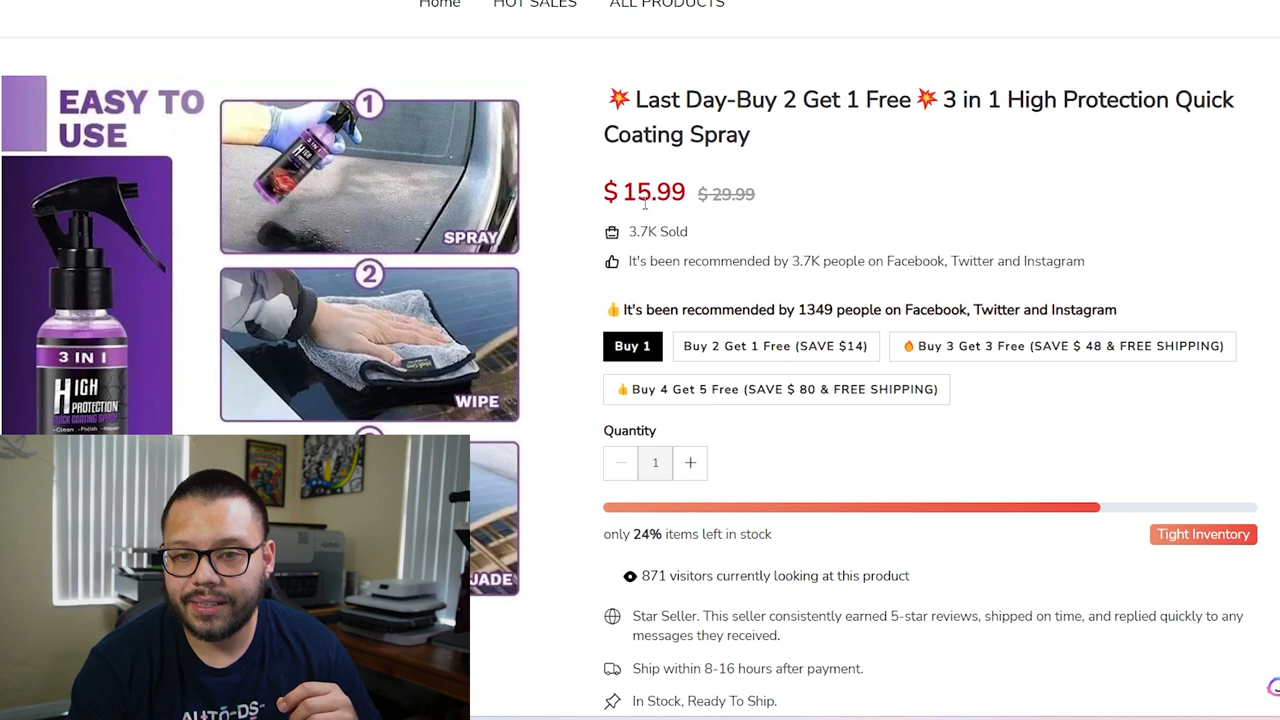 Home HOT SALES ALL PRODUCTS
EASY TO
USE
1
SPRAY
2
WIPE
3 IN 1
HIGH
PROTECTION
QUICK COATING SPRAY
JADE
💥 Last Day-Buy 2 Get 1 Free 💥 3 in 1 High Protection Quick
Coating Spray
$ 15.99 $ 29.99
3.7K Sold
It's been recommended by 3.7K people on Facebook, Twitter and Instagram
👍It's been recommended by 1349 people on Facebook, Twitter and Instagram
Buy 1 Buy 2 Get 1 Free (SAVE $14) 🔥Buy 3 Get 3 Free (SAVE $ 48 & FREE SHIPPING)
👍Buy 4 Get 5 Free (SAVE $ 80 & FREE SHIPPING)
Quantity
− 1 +
only 24% items left in stock Tight Inventory
871 visitors currently looking at this product
Star Seller. This seller consistently earned 5-star reviews, shipped on time, and replied quickly to any
messages they received.
Ship within 8-16 hours after payment.
In Stock, Ready To Ship.
AUTO-DS